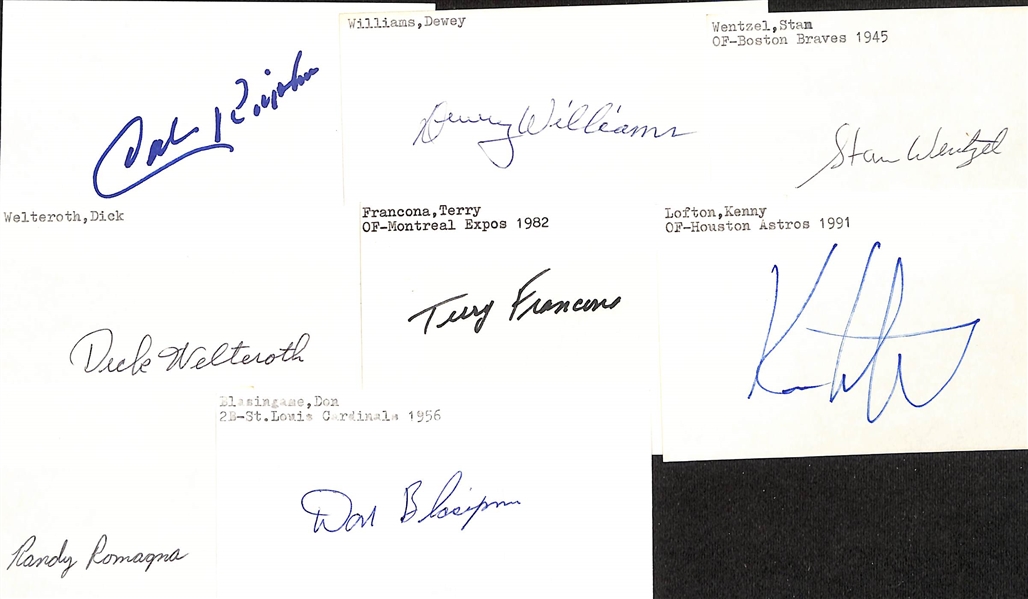 Williams,Dewey
Dewey Williams
Wentzel,Stan
OF-Boston Braves 1945
Stan Wentzel
Welteroth,Dick
Dick Welteroth
Francona,Terry
OF-Montreal Expos 1982
Terry Francona
Lofton,Kenny
OF-Houston Astros 1991
Blasingame,Don
2B-St.Louis Cardinals 1956
Don Blasingame
Randy Romagna